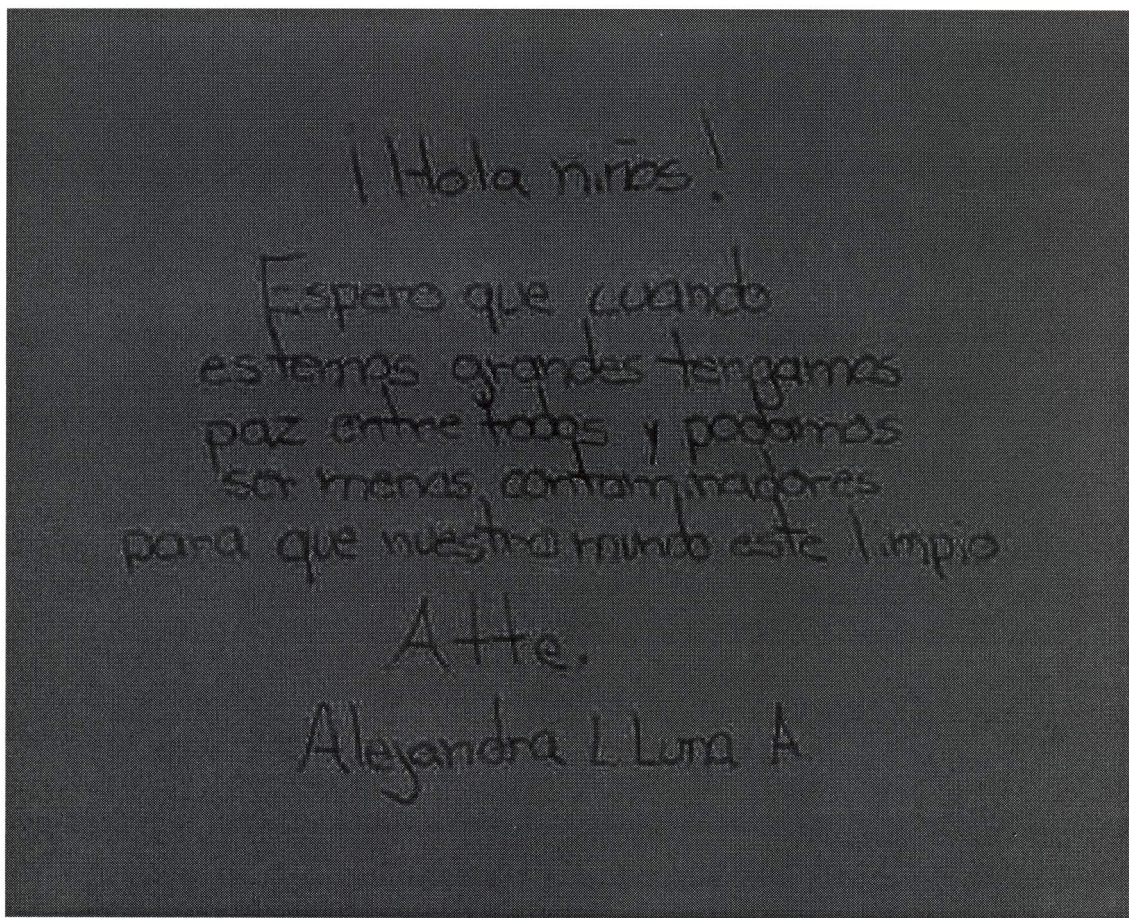 ¡Hola niños!
Espero que cuando
estemos grandes tengamos
paz entre todos y podamos
ser menos contaminadores
para que nuestro mundo este limpio
Atte.
Alejandra LLuna A